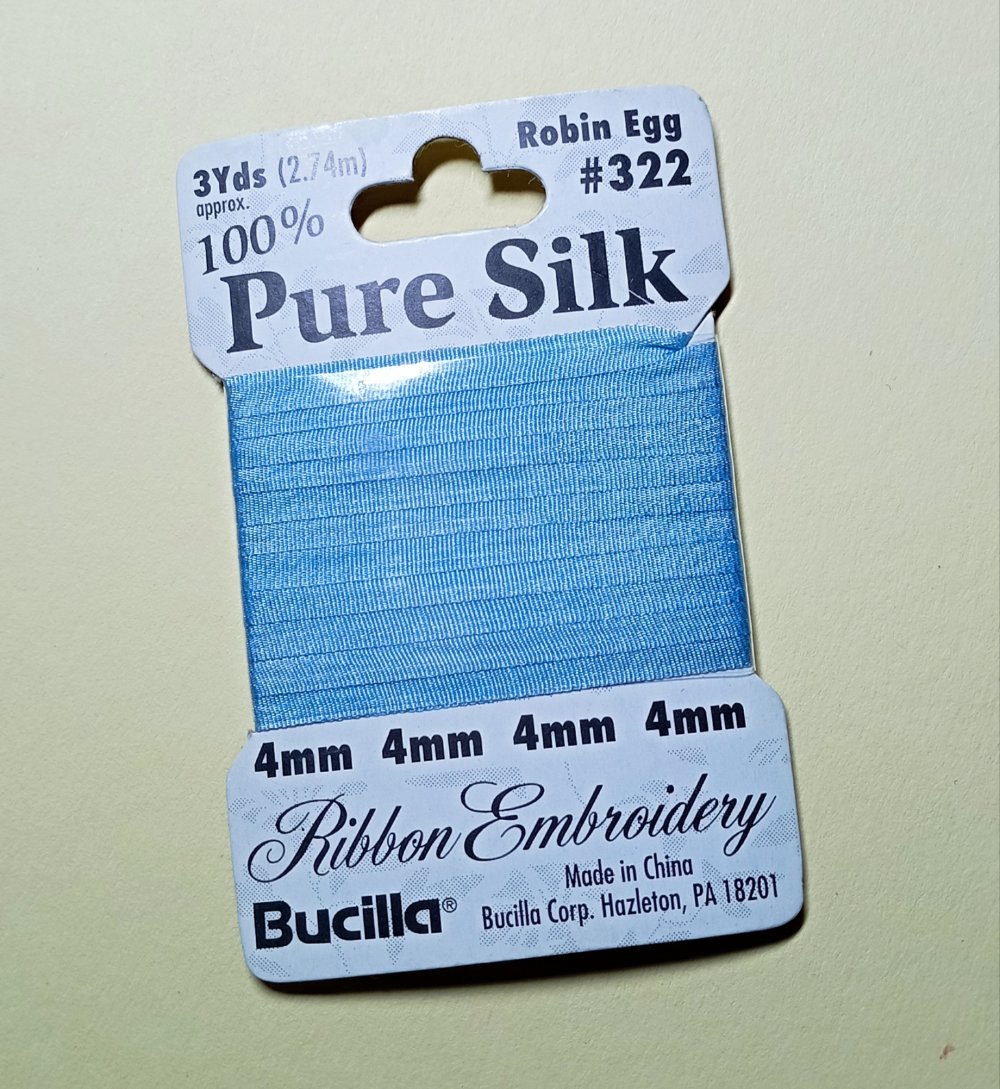 3Yds (2.74m)
approx.
Robin Egg
#322
100%
Pure Silk
4mm 4mm 4mm 4mm
Ribbon Embroidery
Made in China
Bucilla® Bucilla Corp. Hazleton, PA 18201